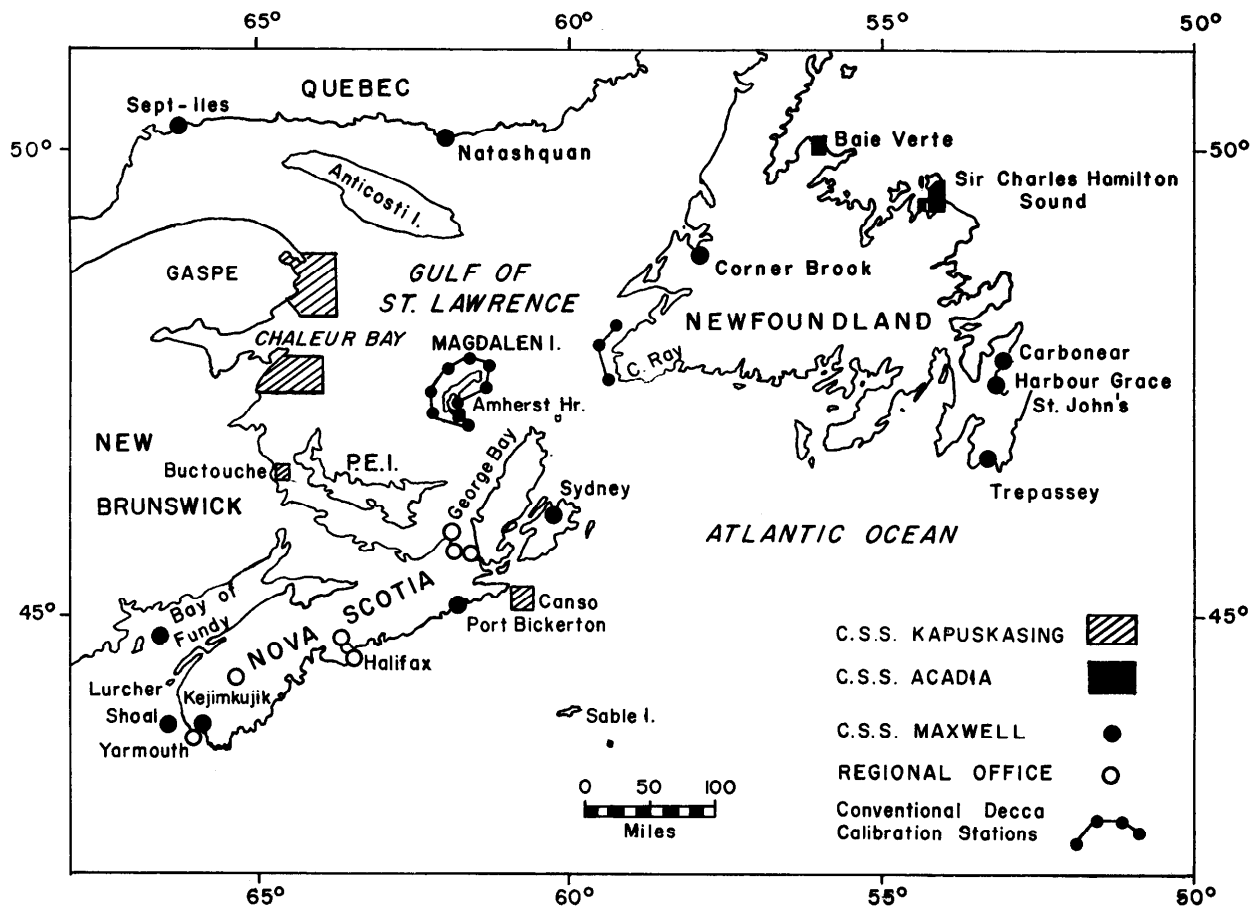 65° 60° 55° 50°
Sept-Iles
QUEBEC
50°
Natashquan
Baie Verte
50°
Anticosti I.
Sir Charles Hamilton
Sound
GASPE
GULF OF
ST. LAWRENCE
Corner Brook
CHALEUR BAY
MAGDALEN I.
NEWFOUNDLAND
C. Ray
Carbonear
Harbour Grace
St. John's
Amherst Hr.
NEW
BRUNSWICK
Buctouche
P.E.I.
George Bay
Sydney
Trepassey
ATLANTIC OCEAN
45°
Bay of
Fundy
NOVA SCOTIA
Canso
Port Bickerton
45°
Halifax
Lurcher
Shoal
Kejimkujik
Yarmouth
Sable I.
C.S.S. KAPUSKASING
C.S.S. ACADIA
C.S.S. MAXWELL
REGIONAL OFFICE
Conventional Decca
Calibration Stations
0 50 100
Miles
65° 60° 55° 50°